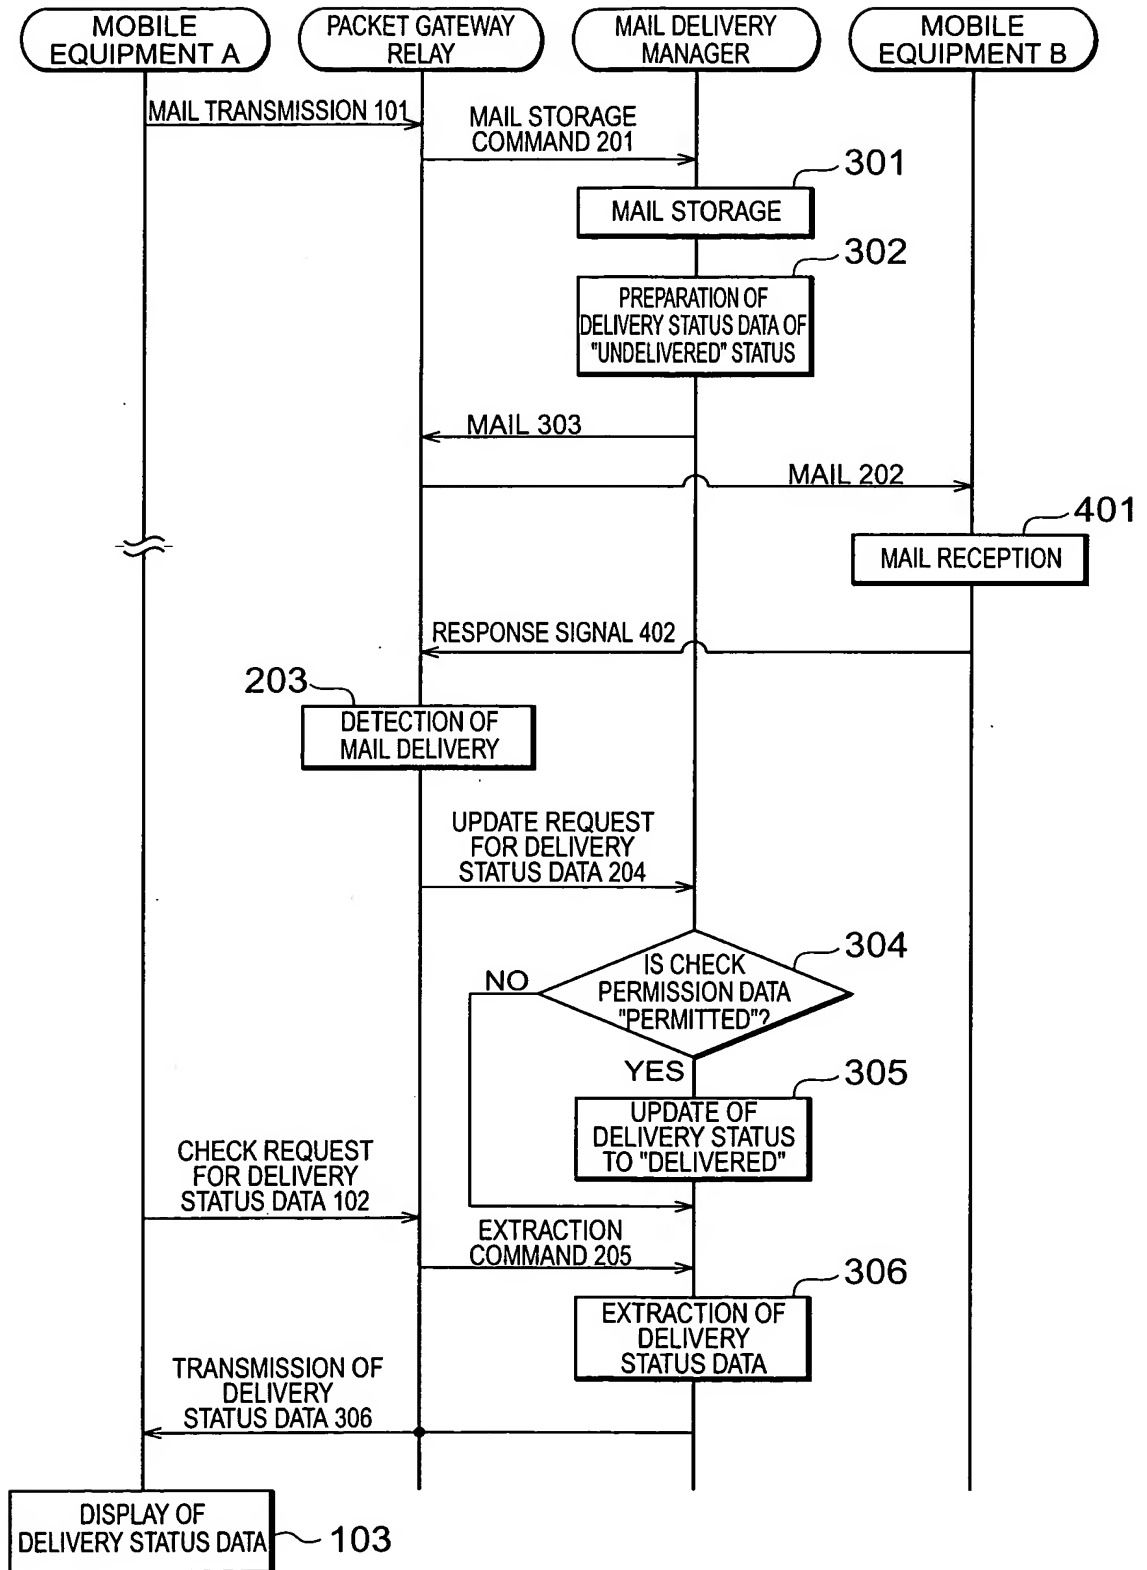 MOBILE
EQUIPMENT A
PACKET GATEWAY
RELAY
MAIL DELIVERY
MANAGER
MOBILE
EQUIPMENT B
MAIL TRANSMISSION 101
MAIL STORAGE
COMMAND 201
301
MAIL STORAGE
302
PREPARATION OF
DELIVERY STATUS DATA OF
"UNDELIVERED" STATUS
MAIL 303
MAIL 202
401
MAIL RECEPTION
RESPONSE SIGNAL 402
203
DETECTION OF
MAIL DELIVERY
UPDATE REQUEST
FOR DELIVERY
STATUS DATA 204
304
IS CHECK
PERMISSION DATA
"PERMITTED"?
NO
YES
305
UPDATE OF
DELIVERY STATUS
TO "DELIVERED"
CHECK REQUEST
FOR DELIVERY
STATUS DATA 102
EXTRACTION
COMMAND 205
306
EXTRACTION OF
DELIVERY
STATUS DATA
TRANSMISSION OF
DELIVERY
STATUS DATA 306
DISPLAY OF
DELIVERY STATUS DATA
103